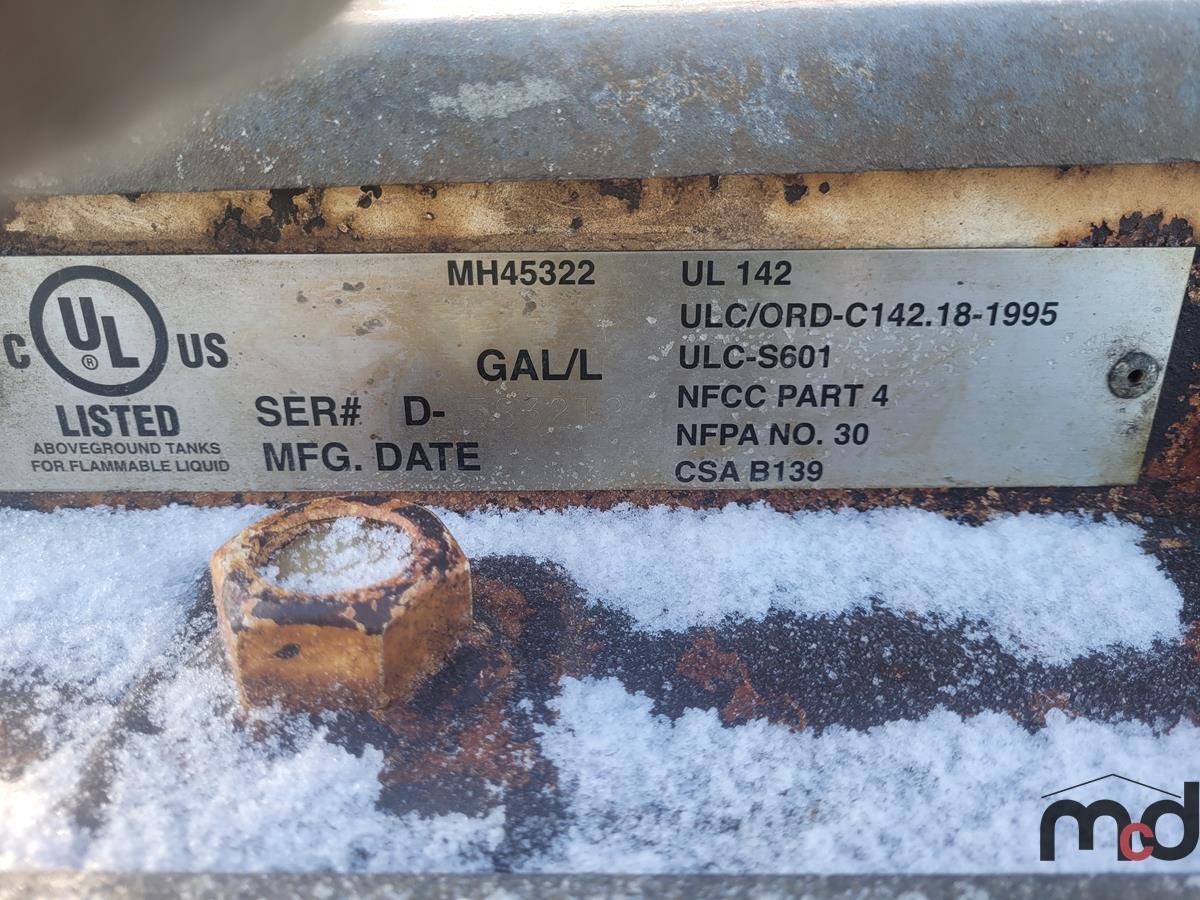 MH45322
C UL® US
LISTED
ABOVEGROUND TANKS
FOR FLAMMABLE LIQUID
GAL/L
SER# D-
MFG. DATE
UL 142
ULC/ORD-C142.18-1995
ULC-S601
NFCC PART 4
NFPA NO. 30
CSA B139
mcd